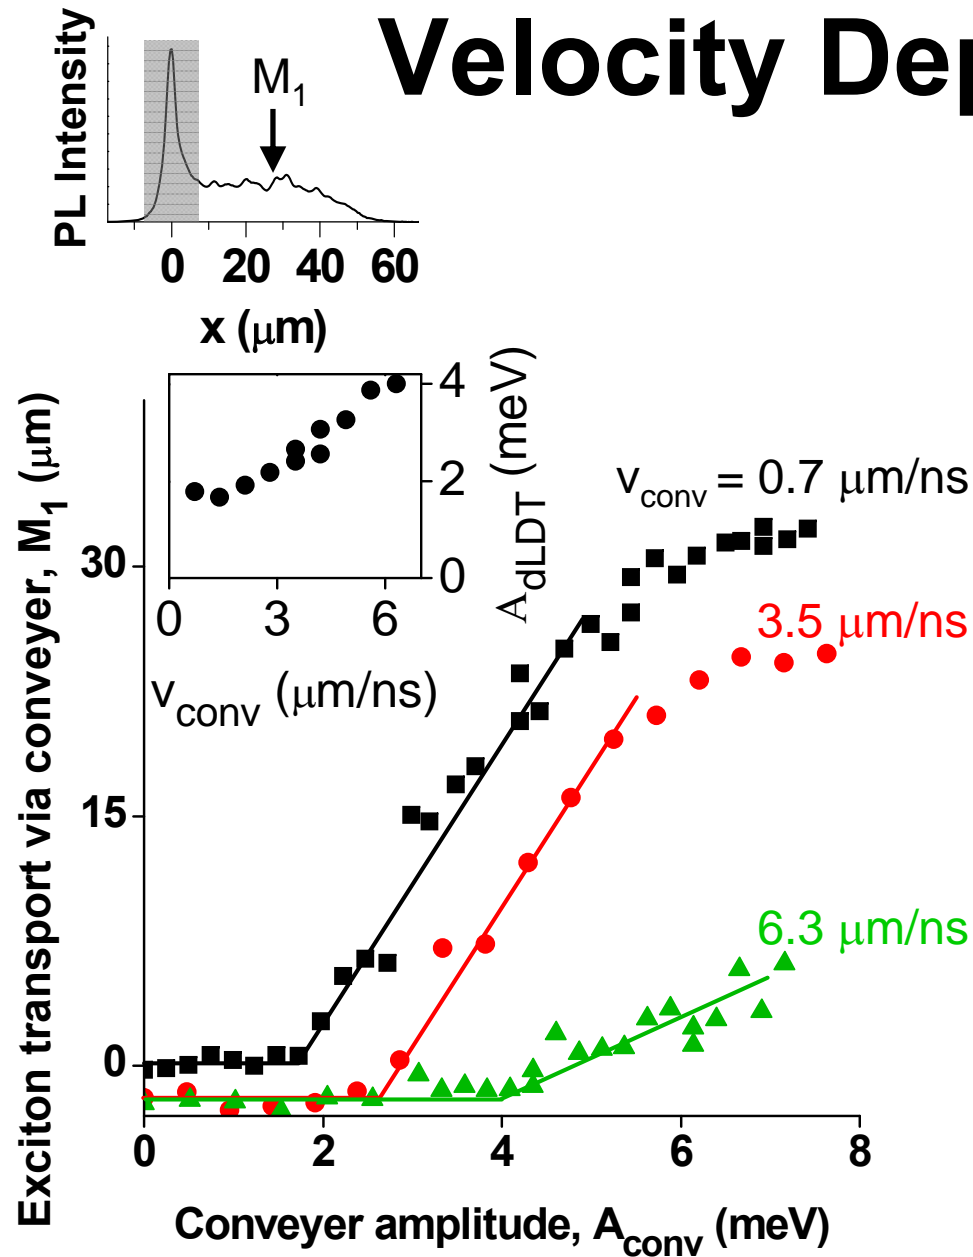 Velocity Dep
PL Intensity
M1
0 20 40 60
x (μm)
4
2
0
AdLDT (meV)
0 3 6
vconv (μm/ns)
Exciton transport via conveyer, M1 (μm)
30
15
0
vconv = 0.7 μm/ns
3.5 μm/ns
6.3 μm/ns
0 2 4 6 8
Conveyer amplitude, Aconv (meV)